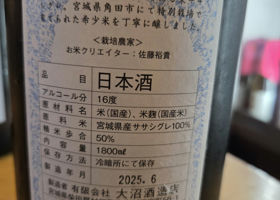 宮城県角田市にて特別栽培で
育てられた希少米を丁寧に醸しました。
<栽培農家>
お米クリエイター:佐藤裕貴
品目 日本酒
アルコール分 16度
原材料名 米(国産)、米麹(国産米)
原料米 宮城県産ササシグレ100%
精米歩合 50%
内容量 1800ml
保存方法 冷暗所にて保存
製造年月 2025.6
製造者 有限会社 大沼酒造店